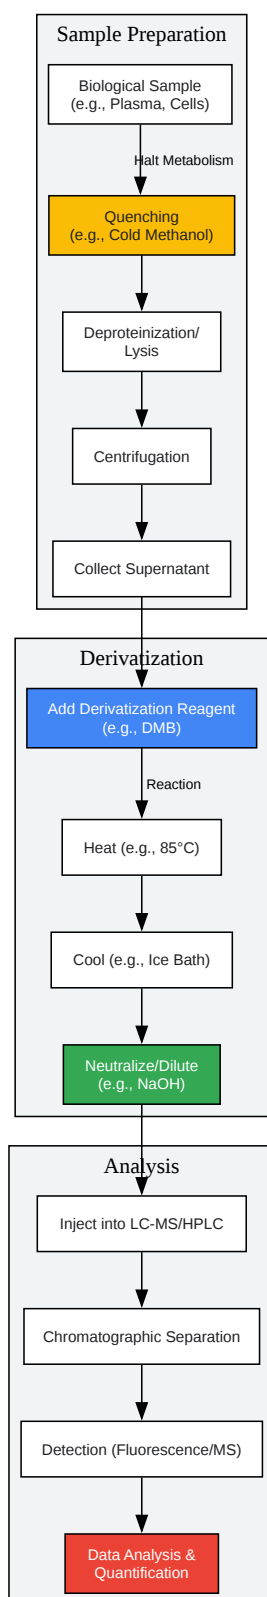 Sample Preparation
Biological Sample
(e.g., Plasma, Cells)
Halt Metabolism
Quenching
(e.g., Cold Methanol)
Deproteinization/
Lysis
Centrifugation
Collect Supernatant
Derivatization
Add Derivatization Reagent
(e.g., DMB)
Reaction
Heat (e.g., 85°C)
Cool (e.g., Ice Bath)
Neutralize/Dilute
(e.g., NaOH)
Analysis
Inject into LC-MS/HPLC
Chromatographic Separation
Detection (Fluorescence/MS)
Data Analysis &
Quantification